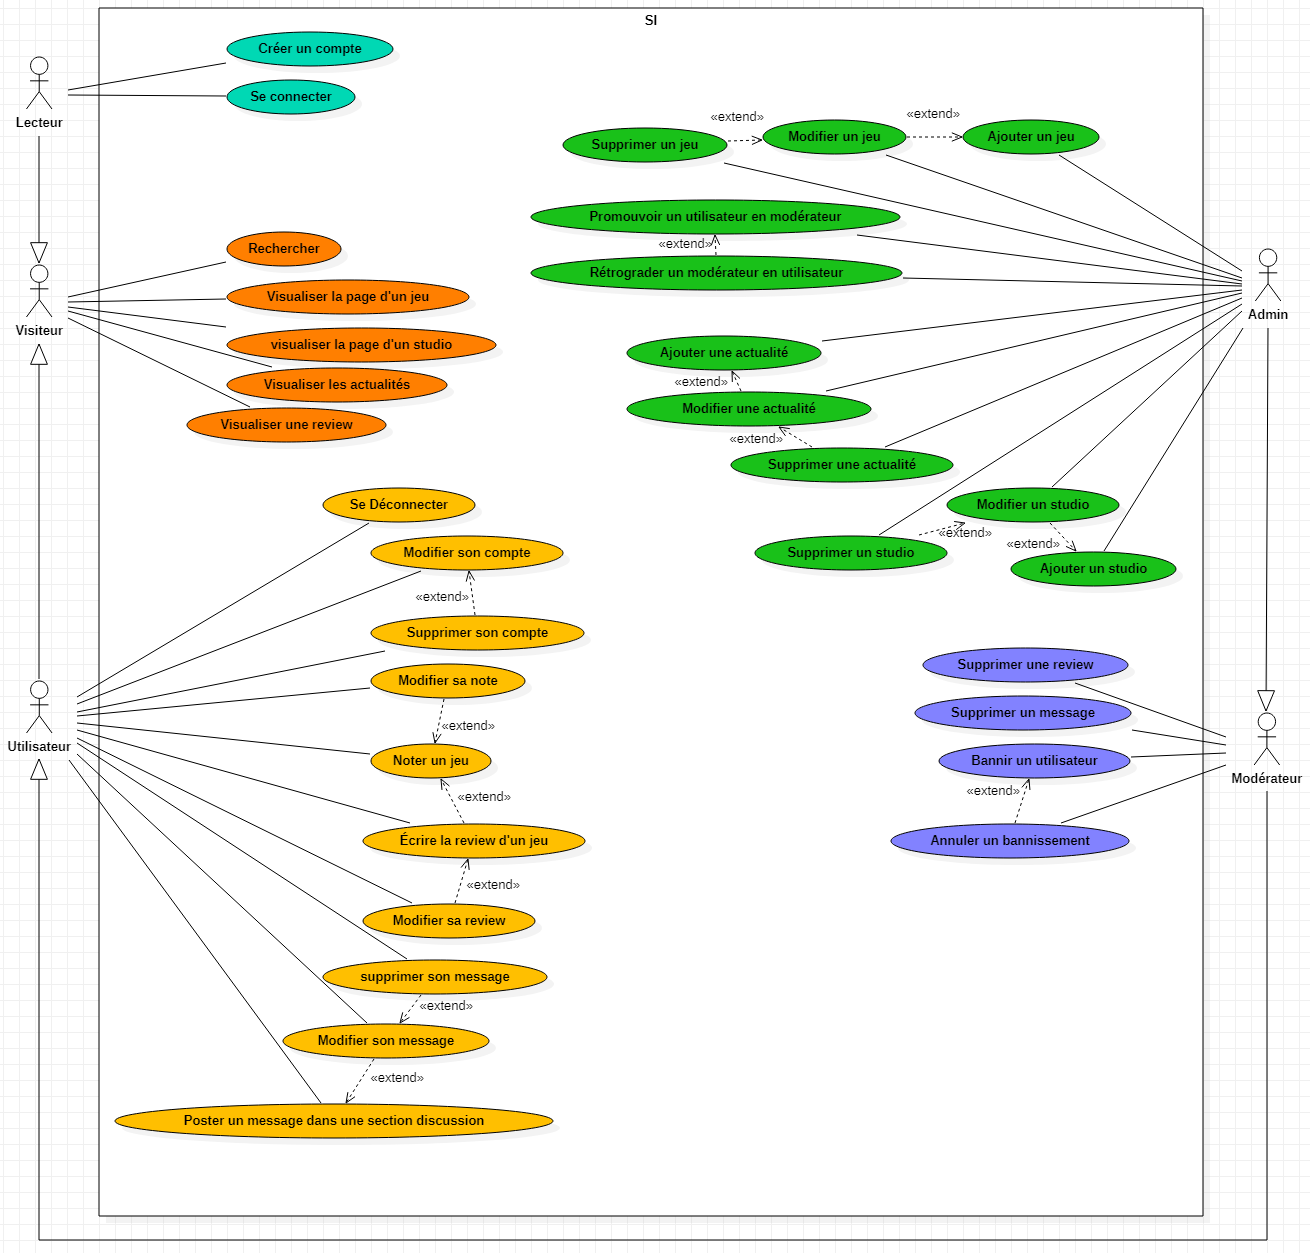 SI
Créer un compte
Se connecter
Lecteur
«extend»
«extend»
Supprimer un jeu
Modifier un jeu
Ajouter un jeu
Promouvoir un utilisateur en modérateur
«extend»
Rétrograder un modérateur en utilisateur
Admin
Rechercher
Visualiser la page d'un jeu
visualiser la page d'un studio
Visualiser les actualités
Visualiser une review
Visiteur
Ajouter une actualité
«extend»
Modifier une actualité
«extend»
Supprimer une actualité
Modifier un studio
«extend»
Supprimer un studio
«extend»
Ajouter un studio
Se Déconnecter
Modifier son compte
«extend»
Supprimer son compte
Modifier sa note
«extend»
Noter un jeu
«extend»
Écrire la review d'un jeu
«extend»
Modifier sa review
supprimer son message
«extend»
Modifier son message
«extend»
Poster un message dans une section discussion
Utilisateur
Supprimer une review
Supprimer un message
Bannir un utilisateur
«extend»
Annuler un bannissement
Modérateur